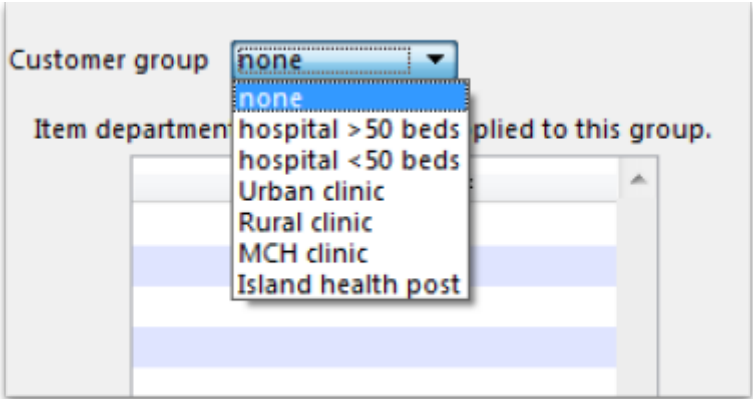 Customer group none
none
Item departmen hospital >50 beds plied to this group.
hospital <50 beds
Urban clinic
Rural clinic
MCH clinic
Island health post